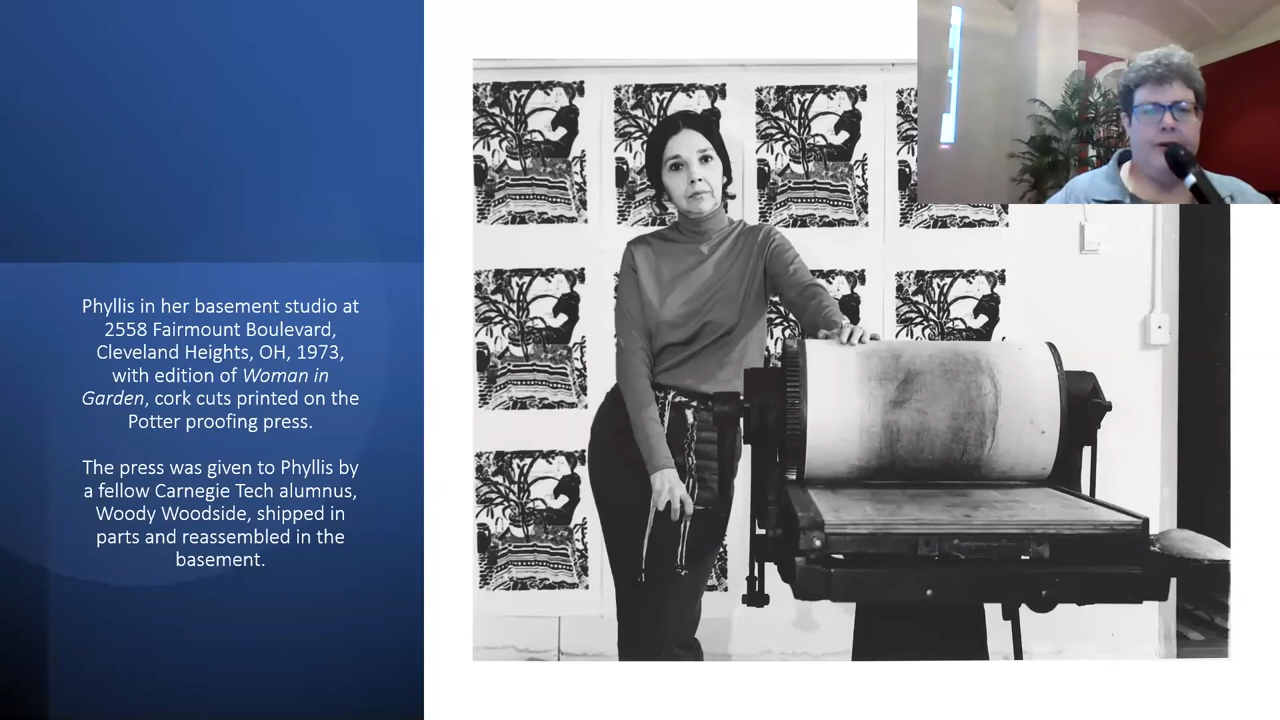 Phyllis in her basement studio at
2558 Fairmount Boulevard,
Cleveland Heights, OH, 1973,
with edition of Woman in
Garden, cork cuts printed on the
Potter proofing press.
The press was given to Phyllis by
a fellow Carnegie Tech alumnus,
Woody Woodside, shipped in
parts and reassembled in the
basement.